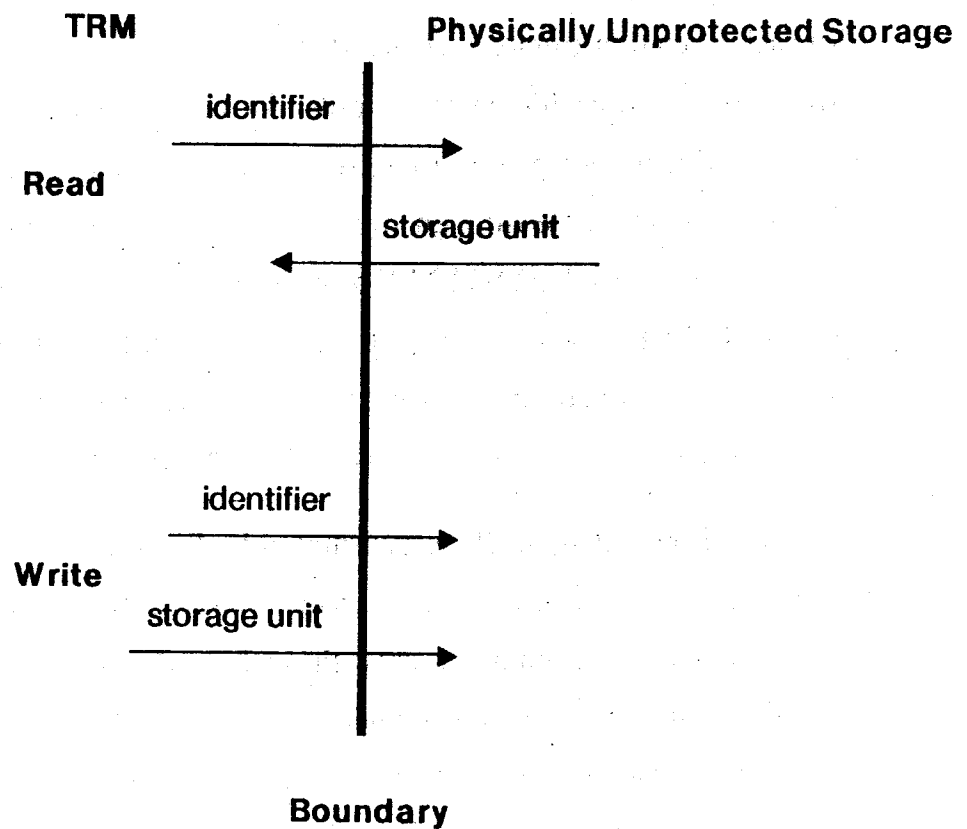 TRM
Physically Unprotected Storage
identifier
Read
storage unit
identifier
Write
storage unit
Boundary